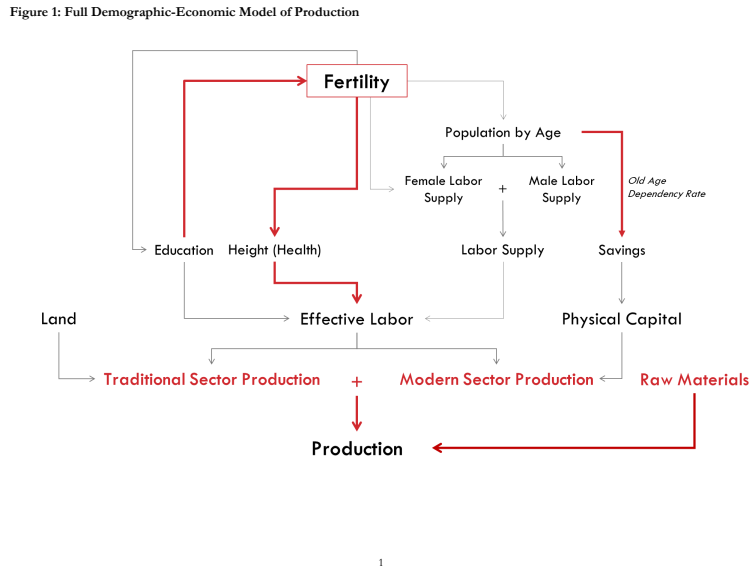 Figure 1: Full Demographic-Economic Model of Production
Fertility
Population by Age
Female Labor
Supply
+
Male Labor
Supply
Old Age
Dependency Rate
Education
Height (Health)
Labor Supply
Savings
Land
Effective Labor
Physical Capital
Traditional Sector Production
+
Modern Sector Production
Raw Materials
Production
1